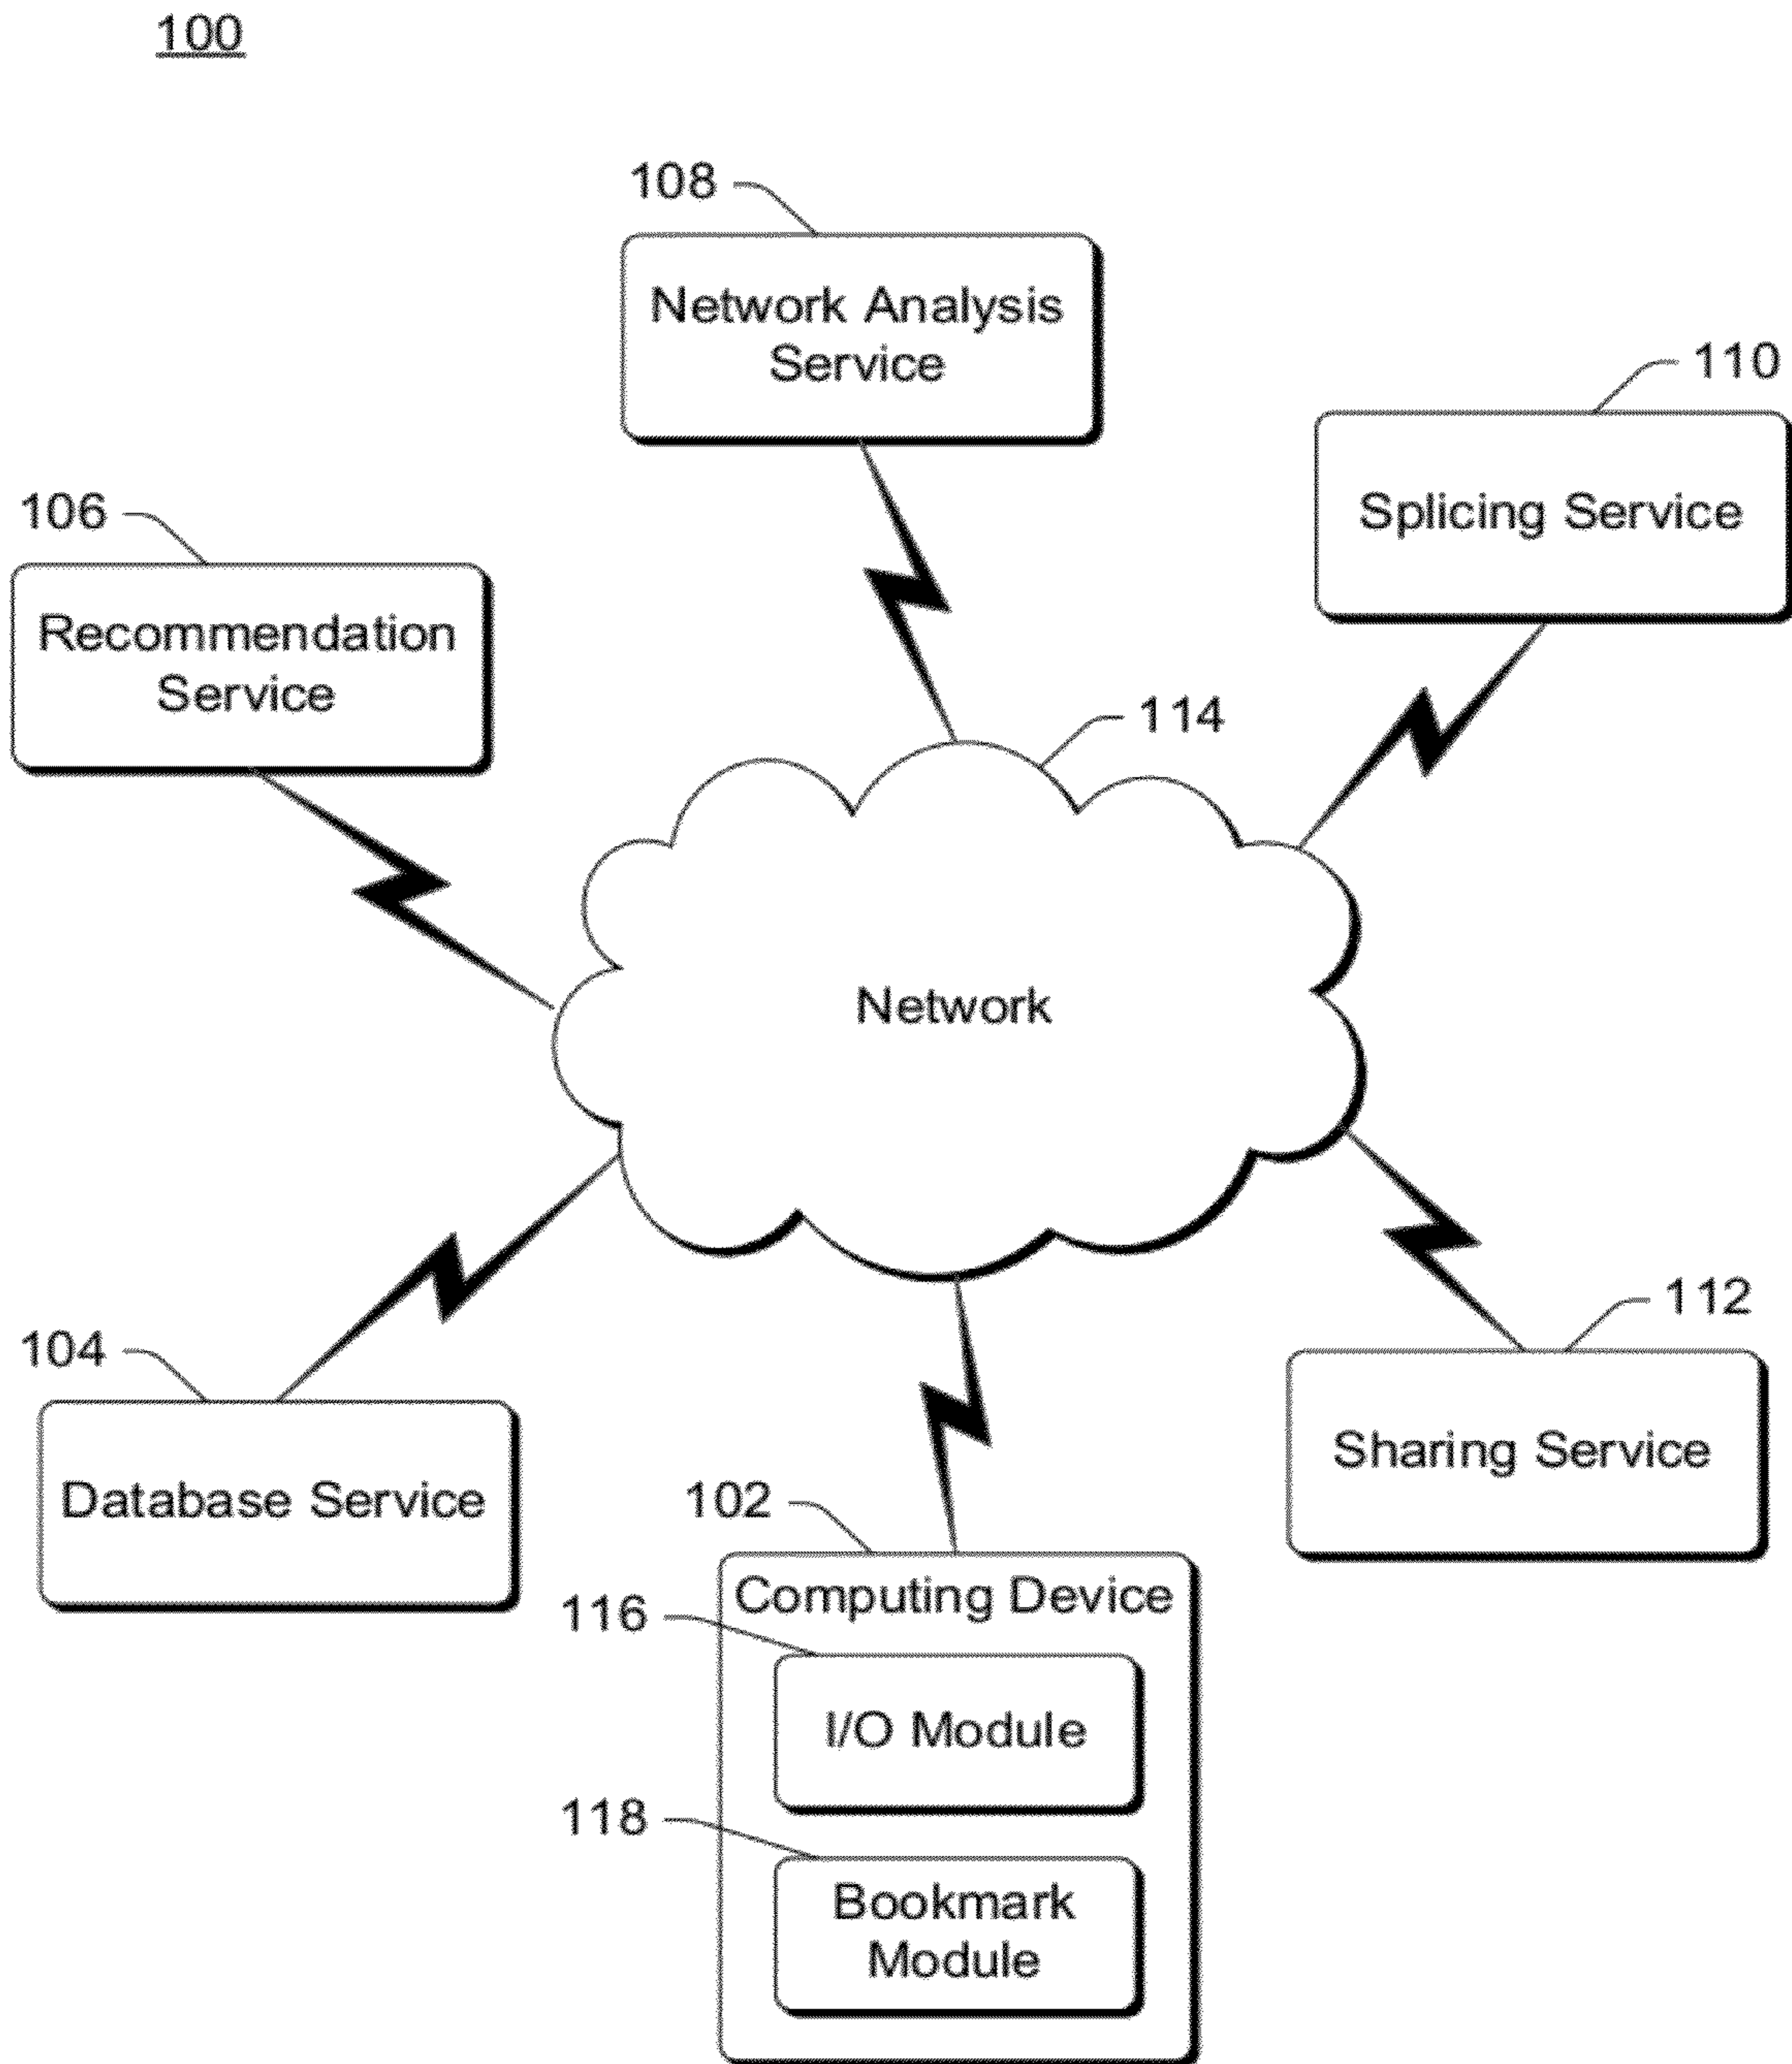 100
108
Network Analysis
Service
110
Splicing Service
106
Recommendation
Service
114
Network
104
Database Service
112
Sharing Service
102
Computing Device
116
I/O Module
118
Bookmark
Module